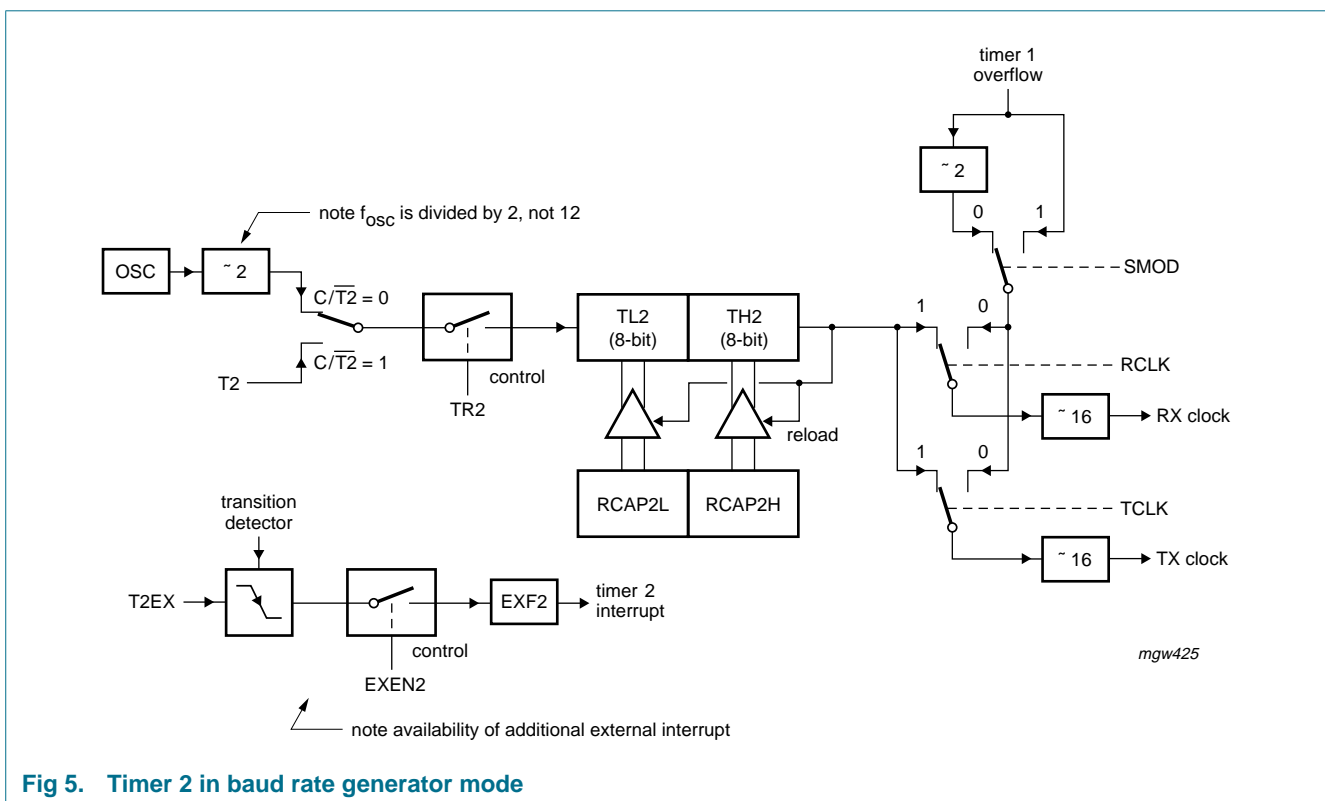 timer 1
overflow
~ 2
note fosc is divided by 2, not 12
0
1
OSC
~ 2
SMOD
C/T2 = 0
1
0
TL2
(8-bit)
TH2
(8-bit)
C/T2 = 1
T2
control
RCLK
TR2
reload
~ 16
RX clock
1
0
RCAP2L
RCAP2H
transition
detector
TCLK
~ 16
TX clock
T2EX
EXF2
timer 2
interrupt
control
EXEN2
mgw425
note availability of additional external interrupt
Fig 5. Timer 2 in baud rate generator mode